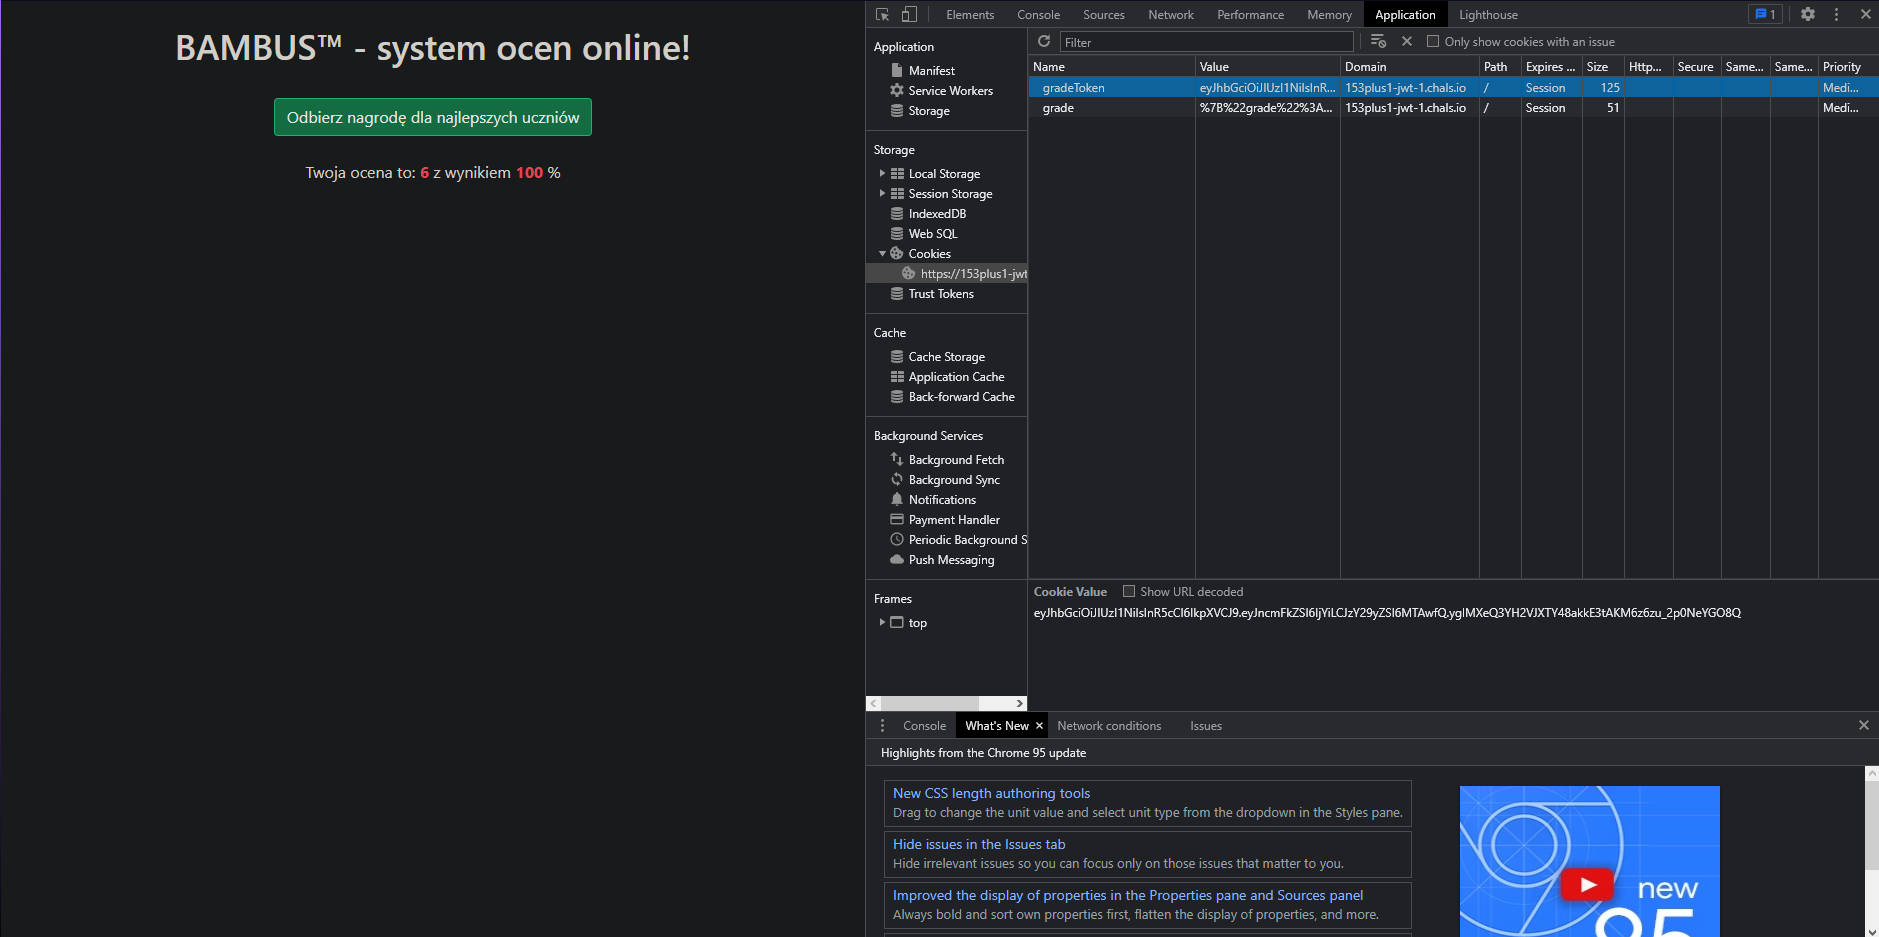 BAMBUS™ - system ocen online!
Odbierz nagrodę dla najlepszych uczniów
Twoja ocena to: 6 z wynikiem 100 %
Elements Console Sources Network Performance Memory Application Lighthouse 1
Application
Manifest
Service Workers
Storage
Storage
Local Storage
Session Storage
IndexedDB
Web SQL
Cookies
https://153plus1-jwt
Trust Tokens
Cache
Cache Storage
Application Cache
Back-forward Cache
Background Services
Background Fetch
Background Sync
Notifications
Payment Handler
Periodic Background S
Push Messaging
Frames
top
Filter Only show cookies with an issue
Name Value Domain Path Expires ... Size Http... Secure Same... Same... Priority
gradeToken eyJhbGciOiJIUzI1NiIsInR... 153plus1-jwt-1.chals.io / Session 125 Medi...
grade %7B%22grade%22%3A... 153plus1-jwt-1.chals.io / Session 51 Medi...
Cookie Value Show URL decoded
eyJhbGciOiJIUzI1NiIsInR5cCI6IkpXVCJ9.eyJncmFkZSI6IjYiLCJzY29yZSI6MTAwfQ.yglMXeQ3YH2VJXTY48akkE3tAKM6z6zu_2p0NeYGO8Q
Console What's New Network conditions Issues
Highlights from the Chrome 95 update
New CSS length authoring tools
Drag to change the unit value and select unit type from the dropdown in the Styles pane.
Hide issues in the Issues tab
Hide irrelevant issues so you can focus only on those issues that matter to you.
Improved the display of properties in the Properties pane and Sources panel
Always bold and sort own properties first, flatten the display of properties, and more.
new
95